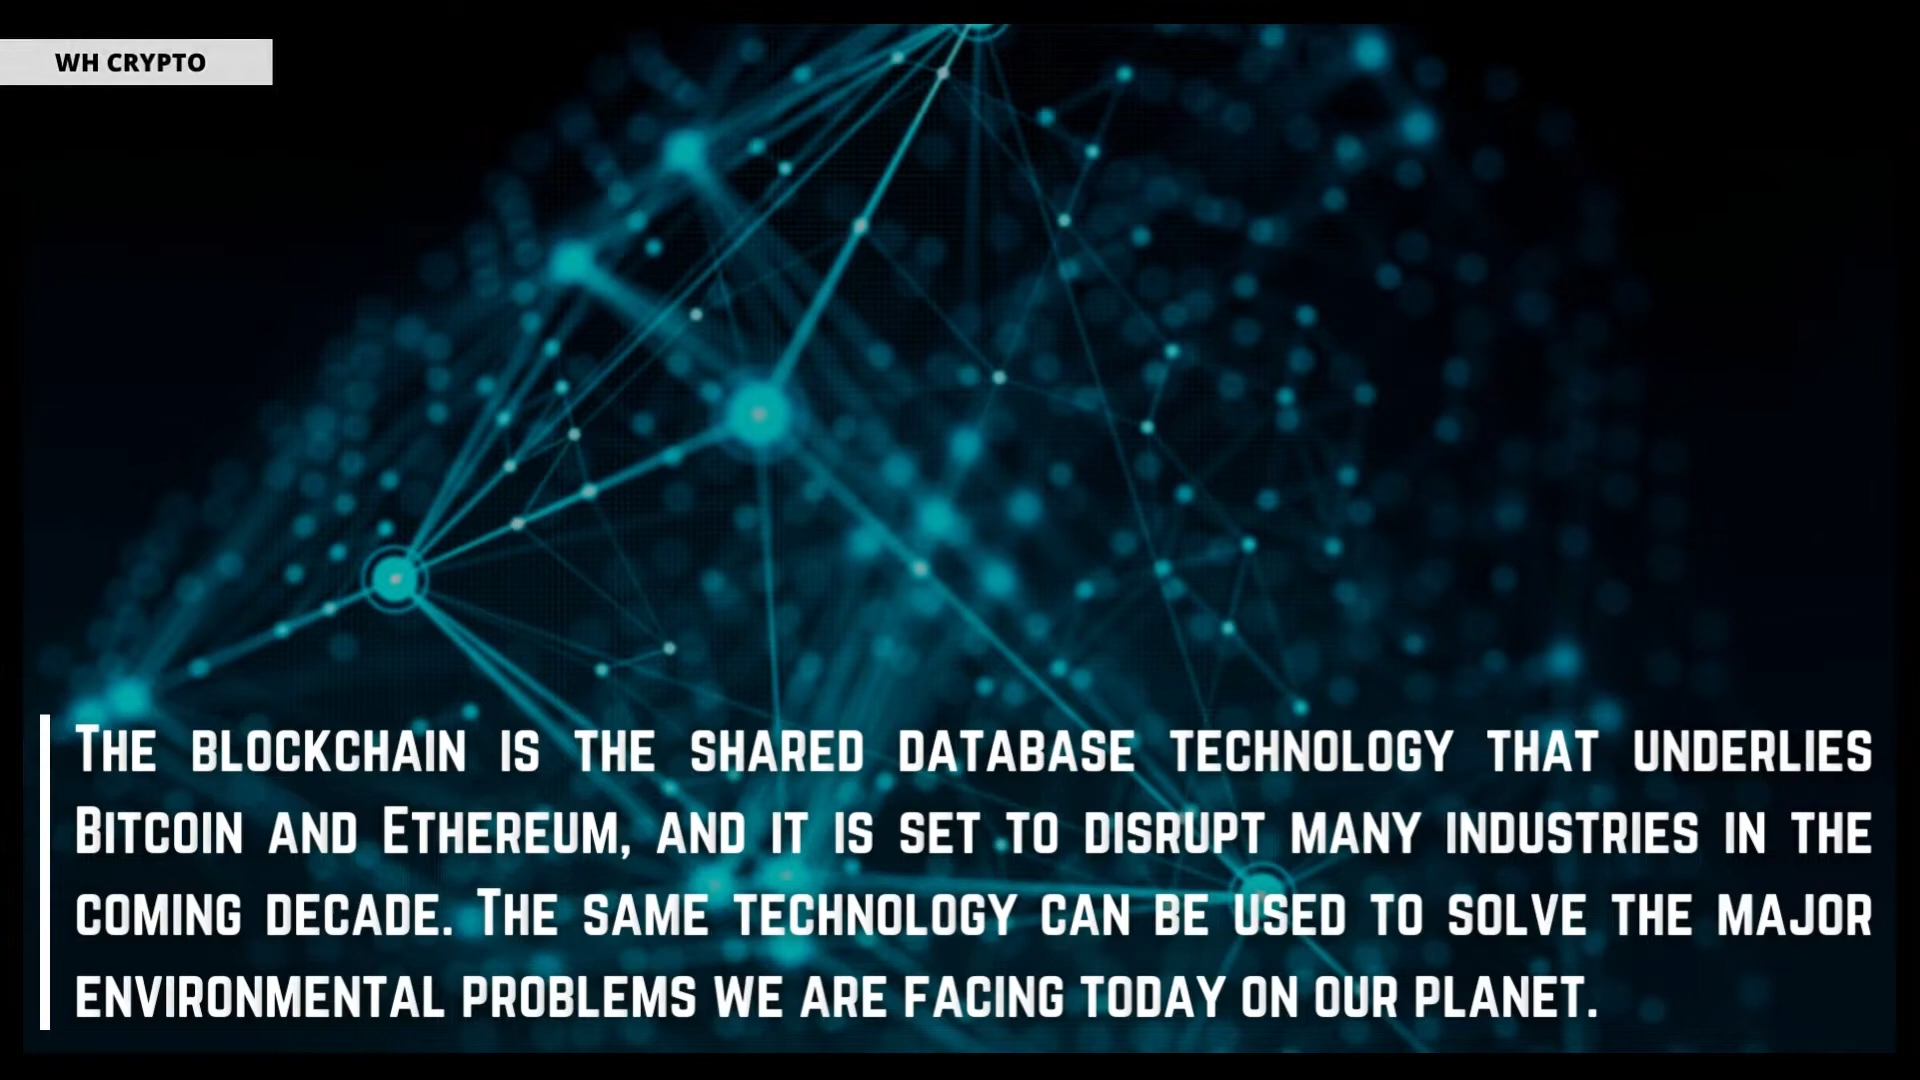 WH CRYPTO
The blockchain is the shared database technology that underlies
Bitcoin and Ethereum, and it is set to disrupt many industries in the
coming decade. The same technology can be used to solve the major
environmental problems we are facing today on our planet.